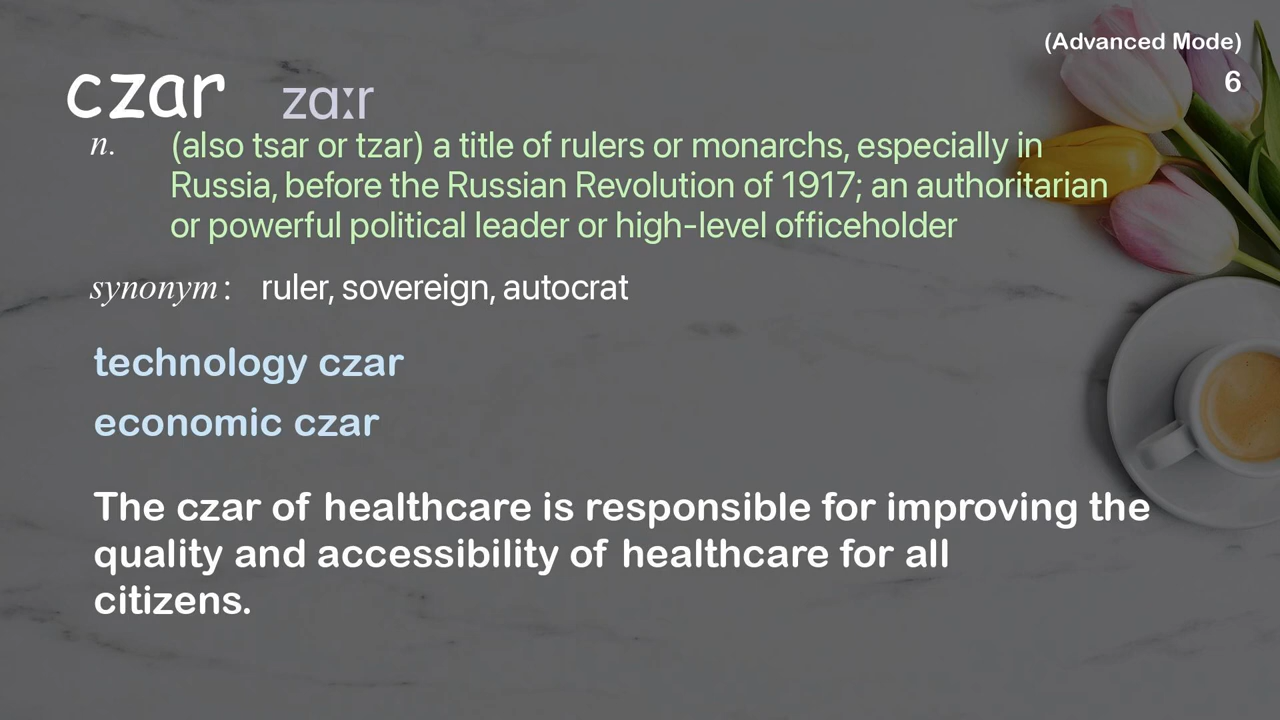 (Advanced Mode)
6
czar zɑːr
n. (also tsar or tzar) a title of rulers or monarchs, especially in
Russia, before the Russian Revolution of 1917; an authoritarian
or powerful political leader or high-level officeholder
synonym: ruler, sovereign, autocrat
technology czar
economic czar
The czar of healthcare is responsible for improving the
quality and accessibility of healthcare for all
citizens.